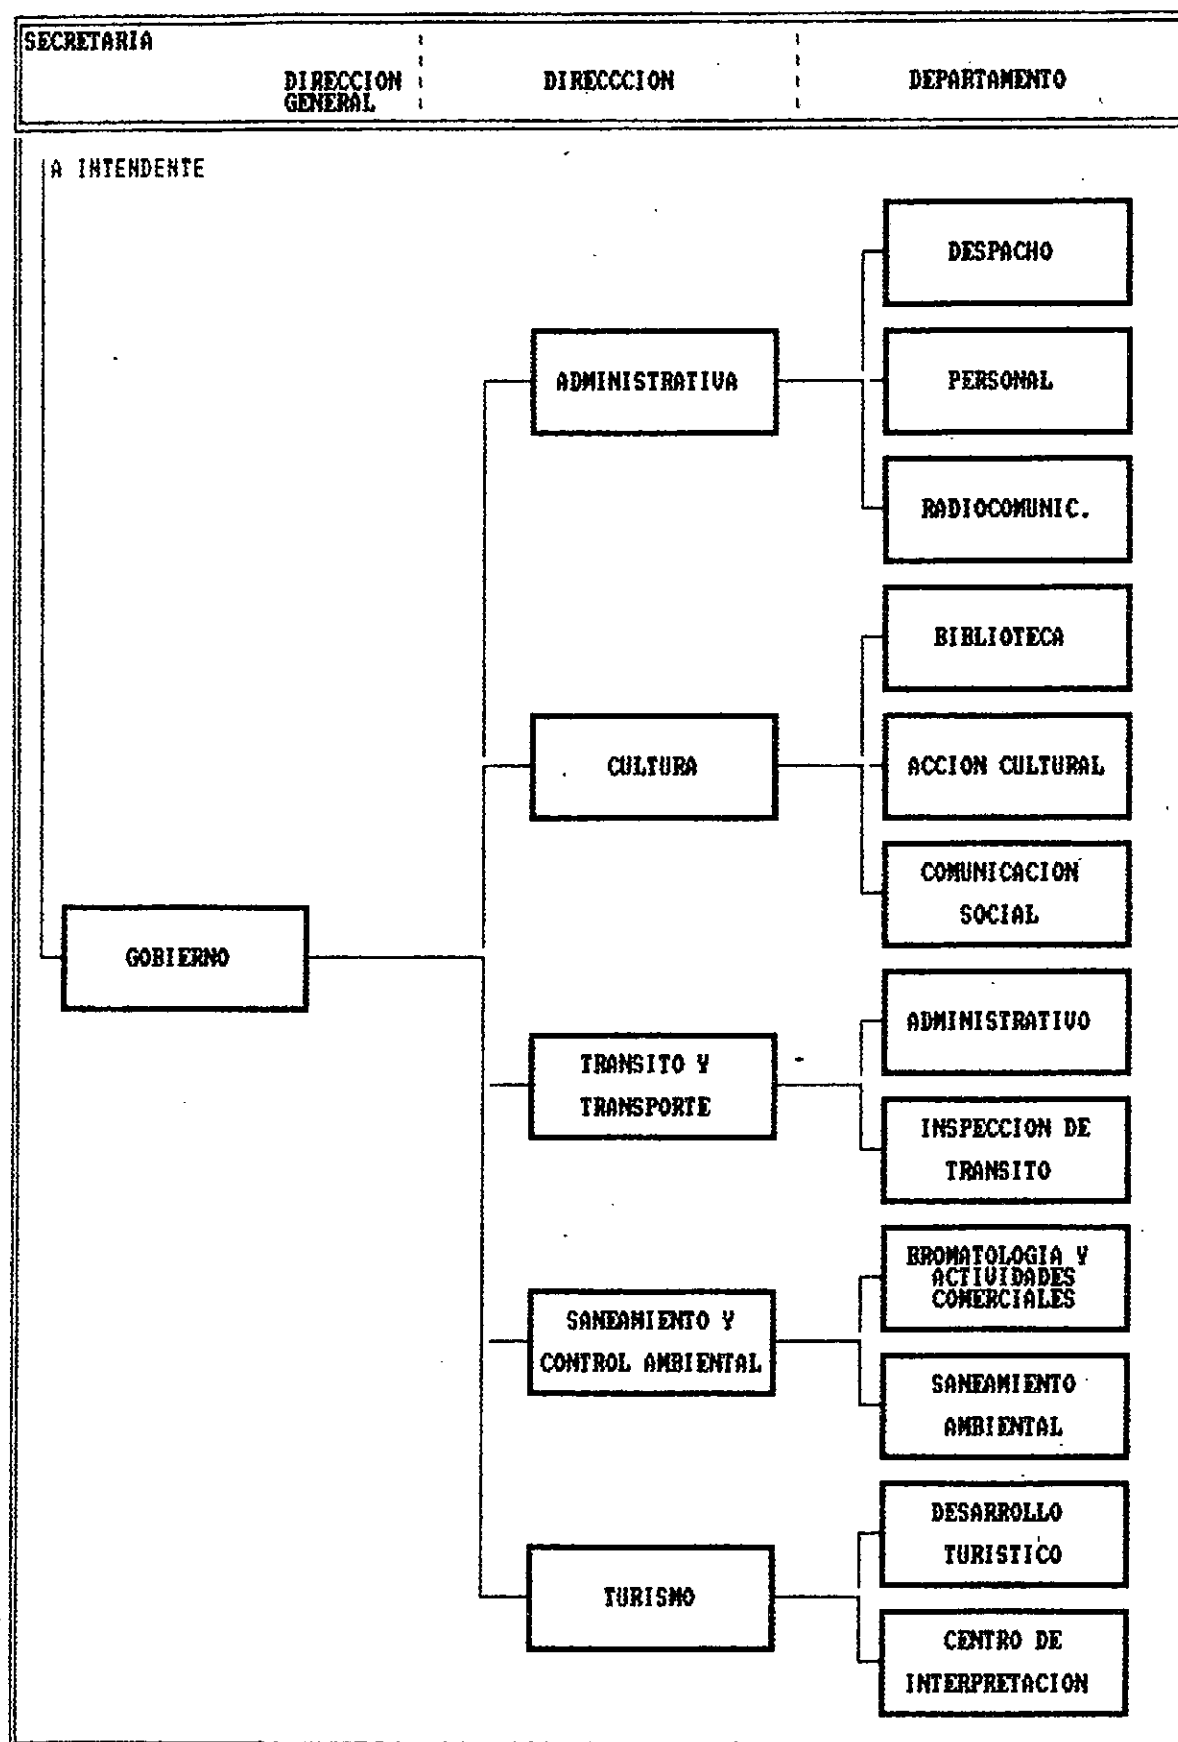 SECRETARIA
DIRECCION
GENERAL
DIRECCCION
DEPARTAMENTO
A INTENDENTE
DESPACHO
ADMINISTRATIVA
PERSONAL
RADIOCOMUNIC.
BIBLIOTECA
CULTURA
ACCION CULTURAL
COMUNICACION
SOCIAL
GOBIERNO
ADMINISTRATIVO
TRANSITO Y
TRANSPORTE
INSPECCION DE
TRANSITO
BROMATOLOGIA Y
ACTIVIDADES
COMERCIALES
SANEAMIENTO Y
CONTROL AMBIENTAL
SANEAMIENTO
AMBIENTAL
DESARROLLO
TURISTICO
TURISMO
CENTRO DE
INTERPRETACION